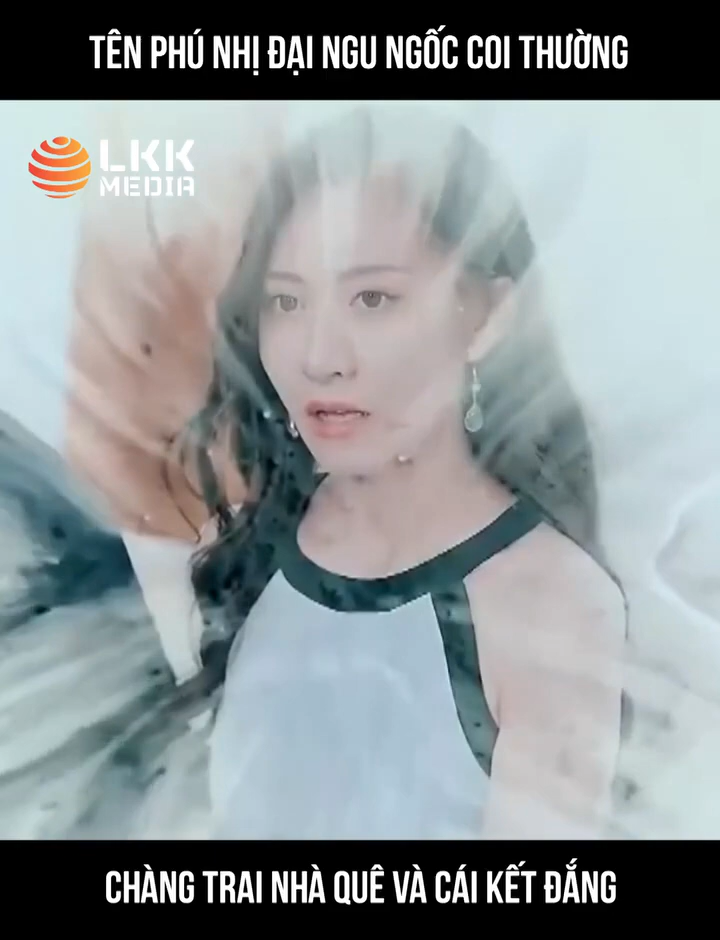 TÊN PHÚ NHỊ ĐẠI NGU NGỐC COI THƯỜNG
LKK
MEDIA
CHÀNG TRAI NHÀ QUÊ VÀ CÁI KẾT ĐẮNG